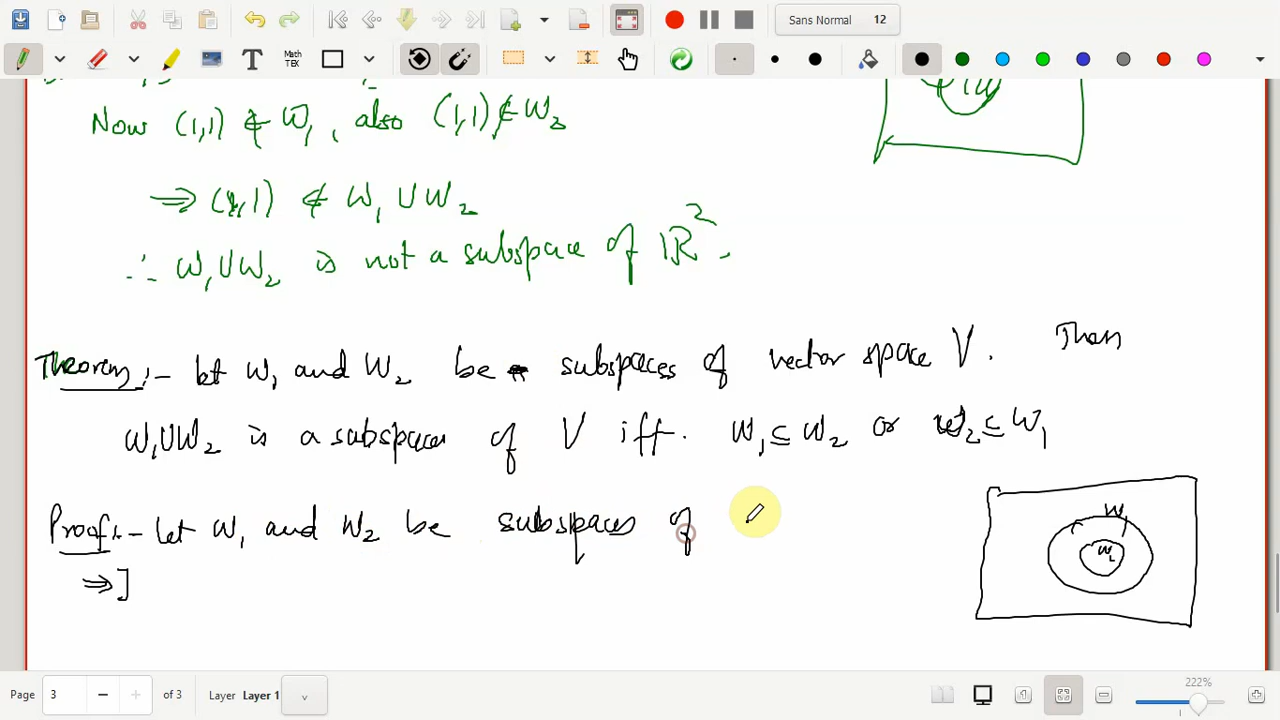 Sans Normal 12
T Math TEX
Now (1,1) ∉ W₁, also (1,1) ∉ W₂
⇒ (1,1) ∉ W₁ ∪ W₂
∴ W₁∪W₂ is not a subspace of ℝ².
Theorem :- let W₁ and W₂ be subspaces of vector space V. Then
W₁∪W₂ is a subspaces of V iff. W₁ ⊆ W₂ or W₂ ⊆ W₁
Proof :- let W₁ and W₂ be subspaces of
⇒]
W₁
W₂
Page 3 of 3 Layer Layer 1 222%